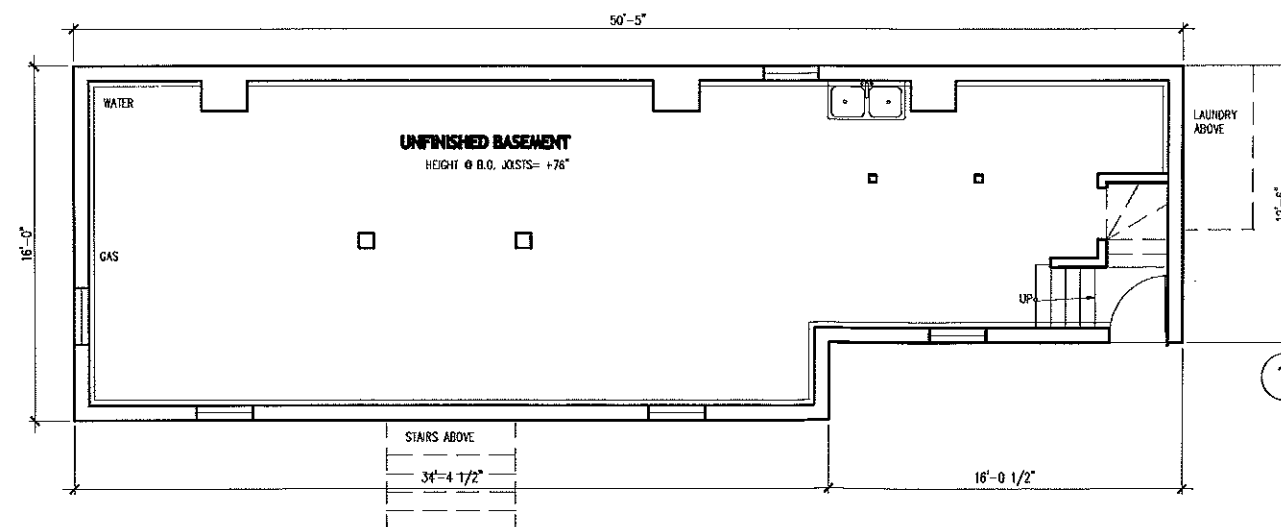 50'-5"
WATER
LAUNDRY
ABOVE
UNFINISHED BASEMENT
HEIGHT @ B.O. JOISTS= +76"
16'-0"
GAS
UP
STAIRS ABOVE
34'-4 1/2"
16'-0 1/2"